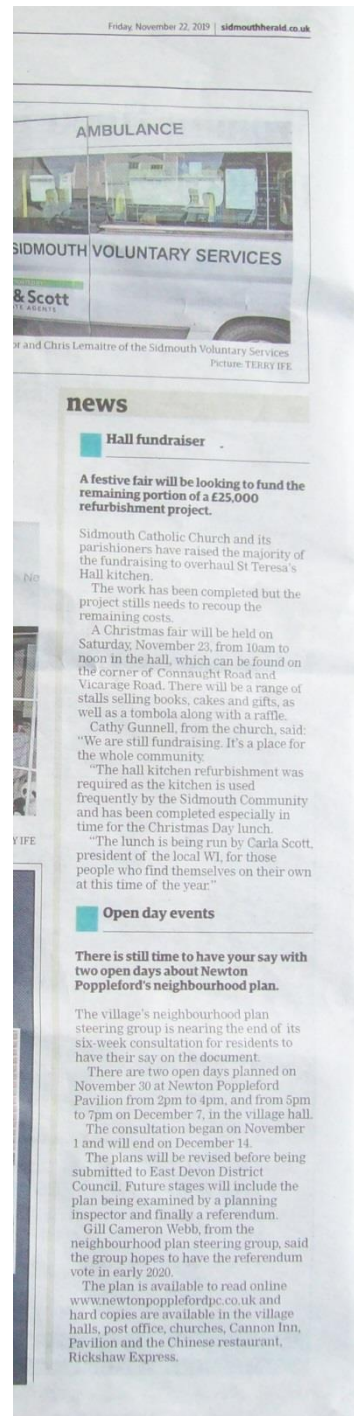 Friday, November 22, 2019 | sidmouthherald.co.uk
AMBULANCE
SIDMOUTH VOLUNTARY SERVICES
& Scott
TE AGENTS
or and Chris Lemaitre of the Sidmouth Voluntary Services
Picture: TERRY IFE
news
Hall fundraiser
A festive fair will be looking to fund the
remaining portion of a £25,000
refurbishment project.
Sidmouth Catholic Church and its
parishioners have raised the majority of
the fundraising to overhaul St Teresa's
Hall kitchen.
The work has been completed but the
project stills needs to recoup the
remaining costs.
A Christmas fair will be held on
Saturday, November 23, from 10am to
noon in the hall, which can be found on
the corner of Connaught Road and
Vicarage Road. There will be a range of
stalls selling books, cakes and gifts, as
well as a tombola along with a raffle.
Cathy Gunnell, from the church, said:
"We are still fundraising. It's a place for
the whole community.
"The hall kitchen refurbishment was
required as the kitchen is used
frequently by the Sidmouth Community
and has been completed especially in
time for the Christmas Day lunch.
"The lunch is being run by Carla Scott,
president of the local WI, for those
people who find themselves on their own
at this time of the year."
Y IFE
Open day events
There is still time to have your say with
two open days about Newton
Poppleford's neighbourhood plan.
The village's neighbourhood plan
steering group is nearing the end of its
six-week consultation for residents to
have their say on the document.
There are two open days planned on
November 30 at Newton Poppleford
Pavilion from 2pm to 4pm, and from 5pm
to 7pm on December 7, in the village hall.
The consultation began on November
1 and will end on December 14.
The plans will be revised before being
submitted to East Devon District
Council. Future stages will include the
plan being examined by a planning
inspector and finally a referendum.
Gill Cameron Webb, from the
neighbourhood plan steering group, said
the group hopes to have the referendum
vote in early 2020.
The plan is available to read online
www.newtonpopplefordpc.co.uk and
hard copies are available in the village
halls, post office, churches, Cannon Inn,
Pavilion and the Chinese restaurant,
Rickshaw Express.